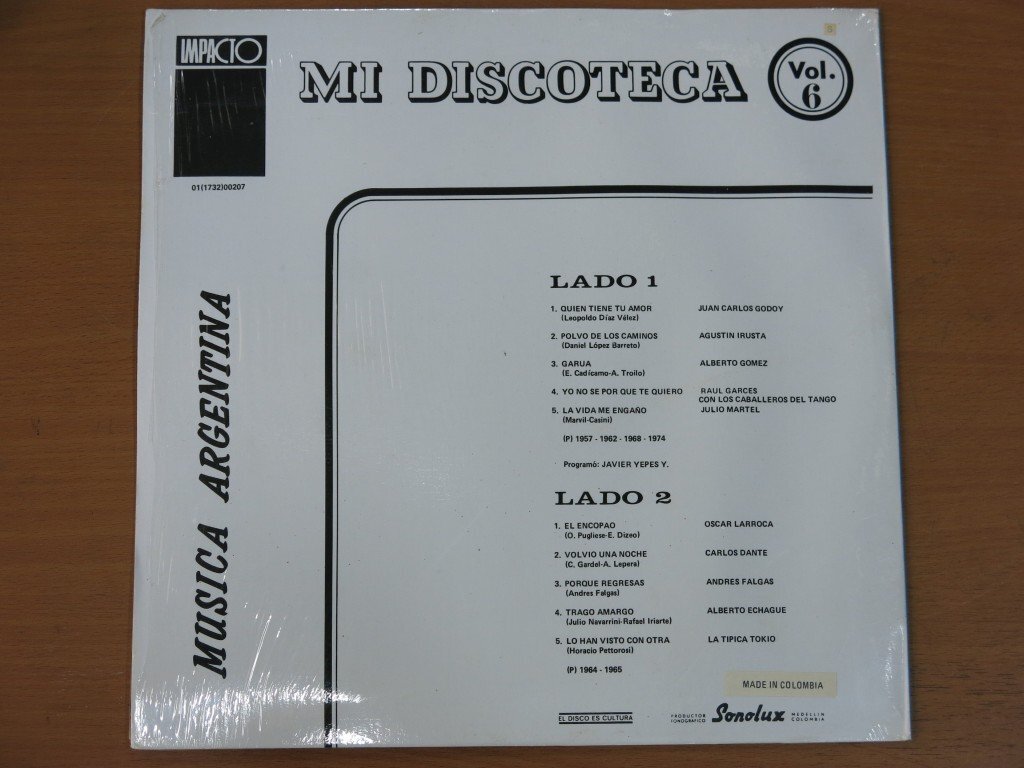 IMPACTO
MI DISCOTECA
Vol.
6
S
01(1732)00207
MUSICA ARGENTINA
LADO 1
1. QUIEN TIENE TU AMOR JUAN CARLOS GODOY
(Leopoldo Díaz Vélez)
2. POLVO DE LOS CAMINOS AGUSTIN IRUSTA
(Daniel López Barreto)
3. GARUA ALBERTO GOMEZ
(E. Cadícamo-A. Troilo)
4. YO NO SE POR QUE TE QUIERO RAUL GARCES
CON LOS CABALLEROS DEL TANGO
5. LA VIDA ME ENGAÑO JULIO MARTEL
(Marvil-Casini)
(P) 1957 - 1962 - 1968 - 1974
Programó: JAVIER YEPES Y.
LADO 2
1. EL ENCOPAO OSCAR LARROCA
(O. Pugliese-E. Dizeo)
2. VOLVIO UNA NOCHE CARLOS DANTE
(C. Gardel-A. Lepera)
3. PORQUE REGRESAS ANDRES FALGAS
(Andres Falgas)
4. TRAGO AMARGO ALBERTO ECHAGUE
(Julio Navarrini-Rafael Iriarte)
5. LO HAN VISTO CON OTRA LA TIPICA TOKIO
(Horacio Pettorosi)
(P) 1964 - 1965
MADE IN COLOMBIA
EL DISCO ES CULTURA
PRODUCTOR
FONOGRAFICO
Sonolux
MEDELLIN
COLOMBIA